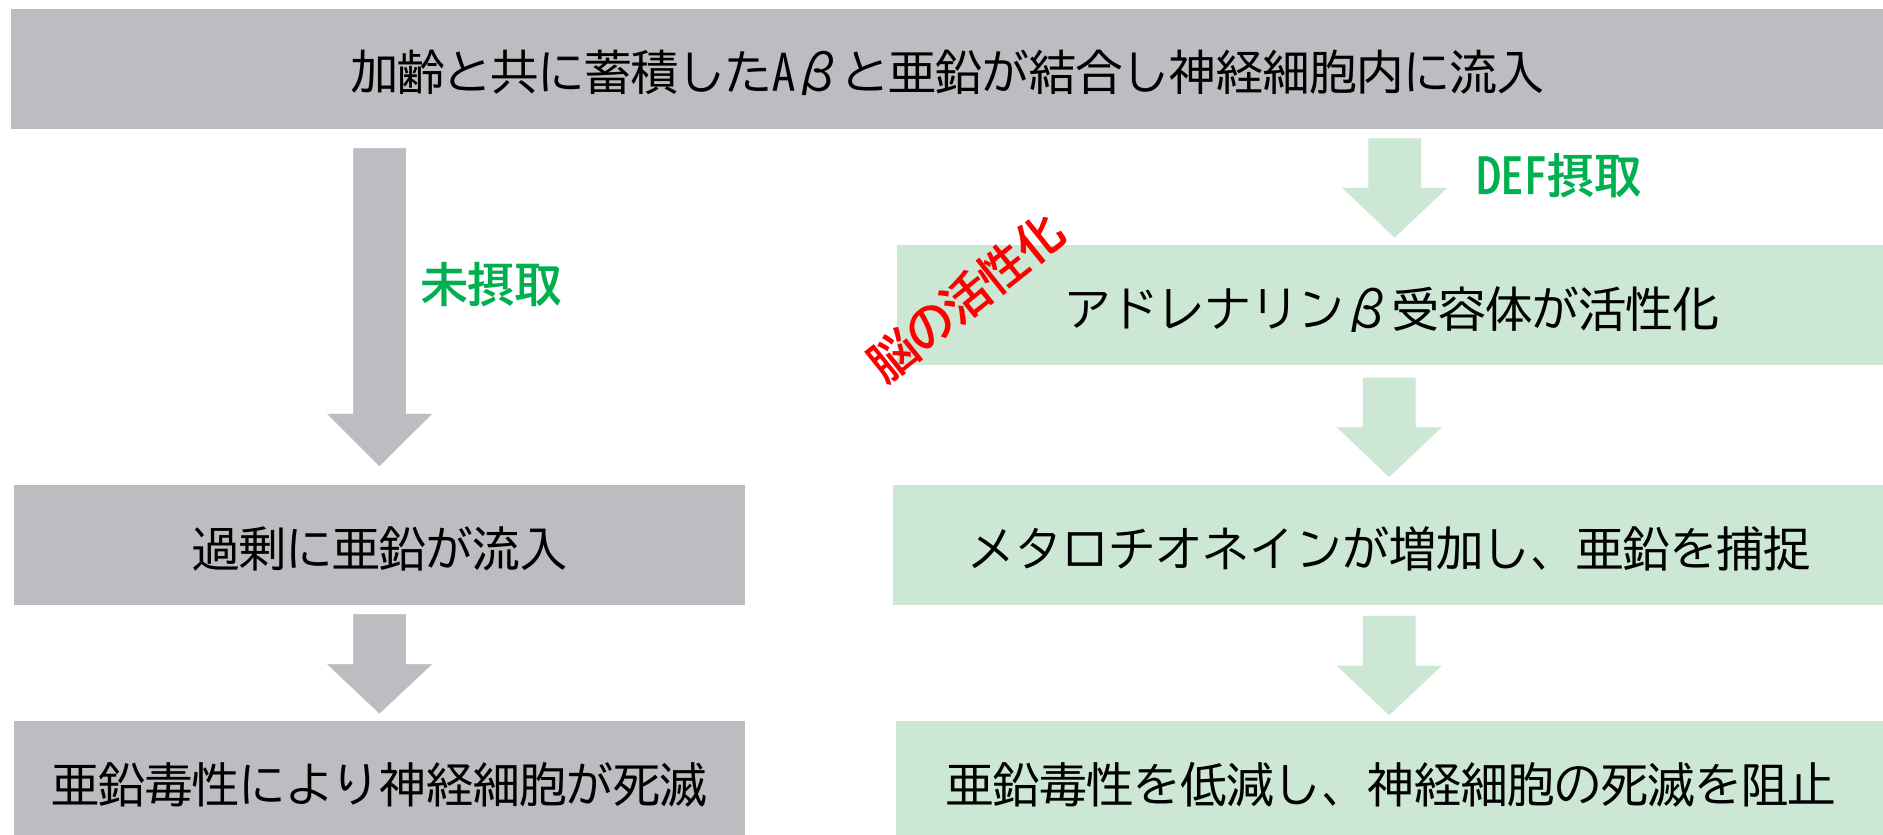 加齢と共に蓄積したAβと亜鉛が結合し神経細胞内に流入
DEF摂取
未摂取
脳の活性化
アドレナリンβ受容体が活性化
過剰に亜鉛が流入
メタロチオネインが増加し、亜鉛を捕捉
亜鉛毒性により神経細胞が死滅
亜鉛毒性を低減し、神経細胞の死滅を阻止